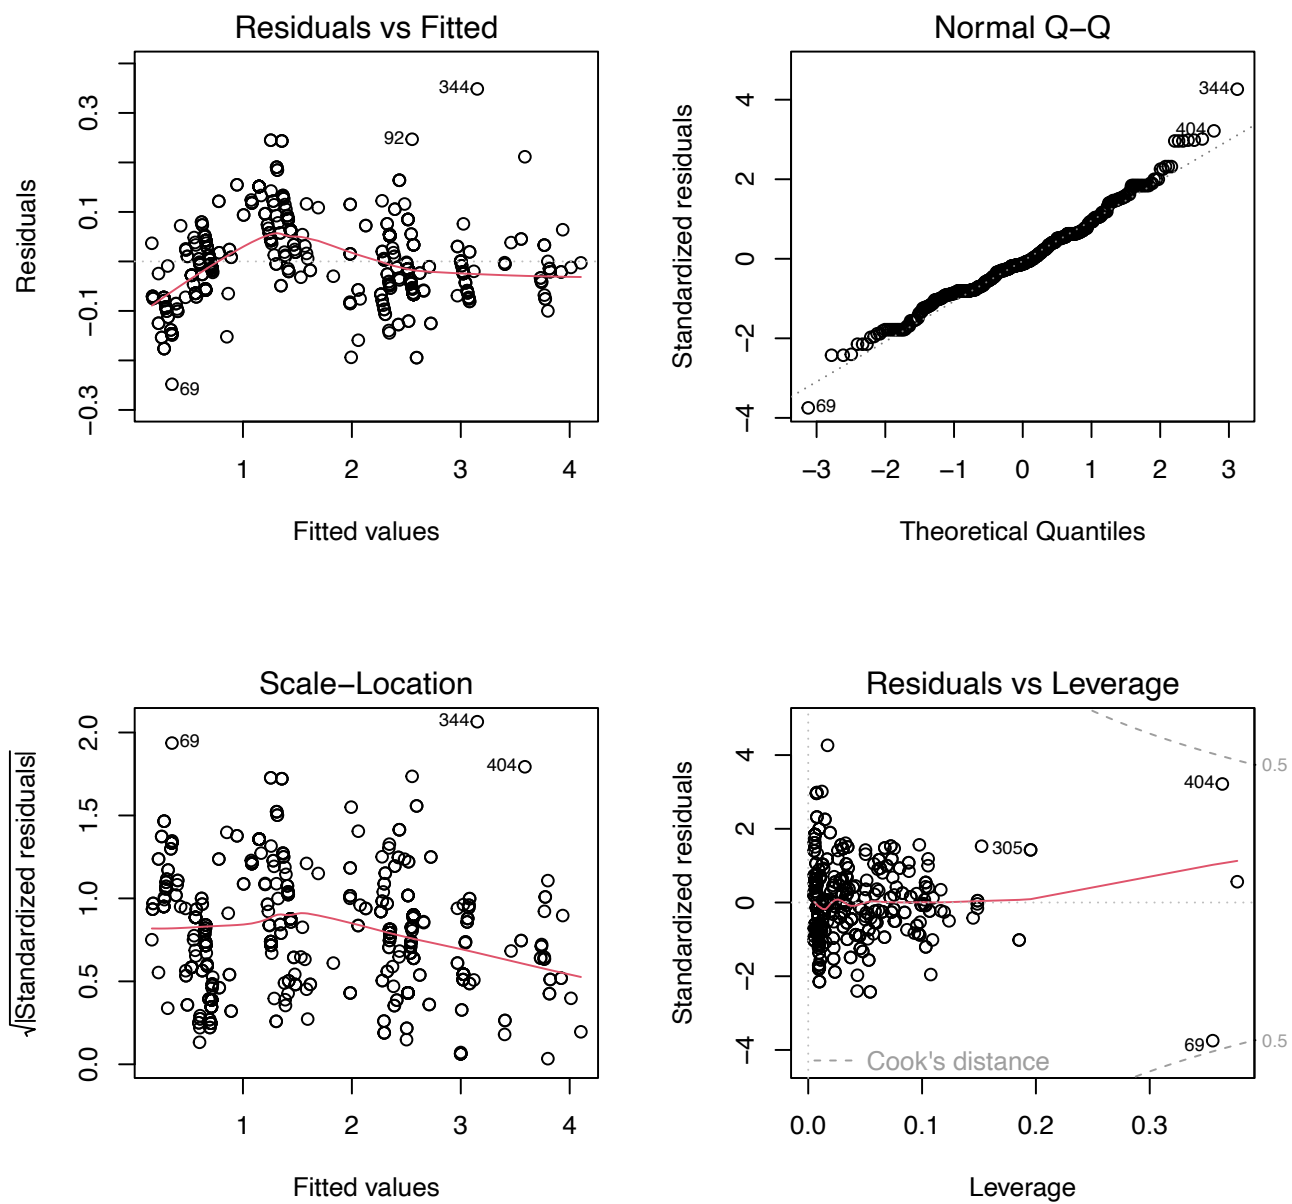 Residuals vs Fitted
Residuals
0.3
0.1
−0.1
−0.3
344
92
69
1 2 3 4
Fitted values
Normal Q−Q
Standardized residuals
4
2
0
−2
−4
344
404
69
−3 −2 −1 0 1 2 3
Theoretical Quantiles
Scale−Location
√|Standardized residuals|
2.0
1.5
1.0
0.5
0.0
69
344
404
1 2 3 4
Fitted values
Residuals vs Leverage
Standardized residuals
4
2
0
−2
−4
0.5
404
305
69
0.5
Cook's distance
0.0 0.1 0.2 0.3
Leverage